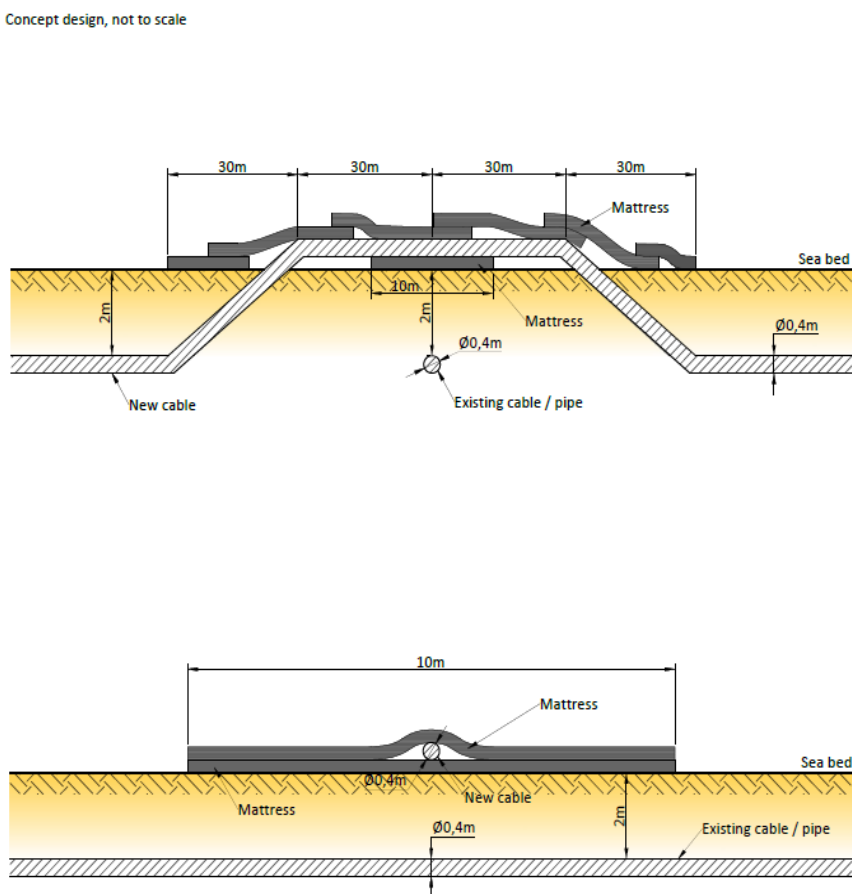 Concept design, not to scale
30m
30m
30m
30m
Mattress
Sea bed
10m
2m
2m
Mattress
Ø0,4m
Ø0,4m
New cable
Existing cable / pipe
10m
Mattress
Sea bed
Ø0,4m
New cable
Mattress
2m
Ø0,4m
Existing cable / pipe